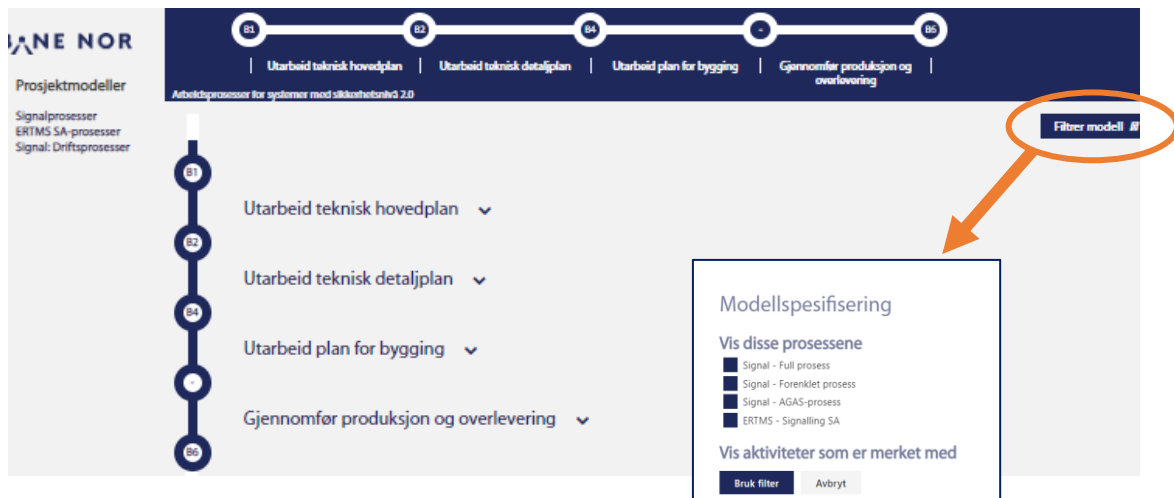 BANE NOR
Prosjektmodeller
Signalprosesser
ERTMS SA-prosesser
Signal: Driftsprosesser
B1 B2 B4 - B6
Utarbeid teknisk hovedplan
Utarbeid teknisk detaljplan
Utarbeid plan for bygging
Gjennomfør produksjon og
overlevering
Arbeidsprosesser for systemer med sikkerhetsnivå 2.0
Filtrer modell
B1
Utarbeid teknisk hovedplan
B2
Utarbeid teknisk detaljplan
B4
Utarbeid plan for bygging
-
Gjennomfør produksjon og overlevering
B6
Modellspesifisering
Vis disse prosessene
Signal - Full prosess
Signal - Forenklet prosess
Signal - AGAS-prosess
ERTMS - Signalling SA
Vis aktiviteter som er merket med
Bruk filter Avbryt